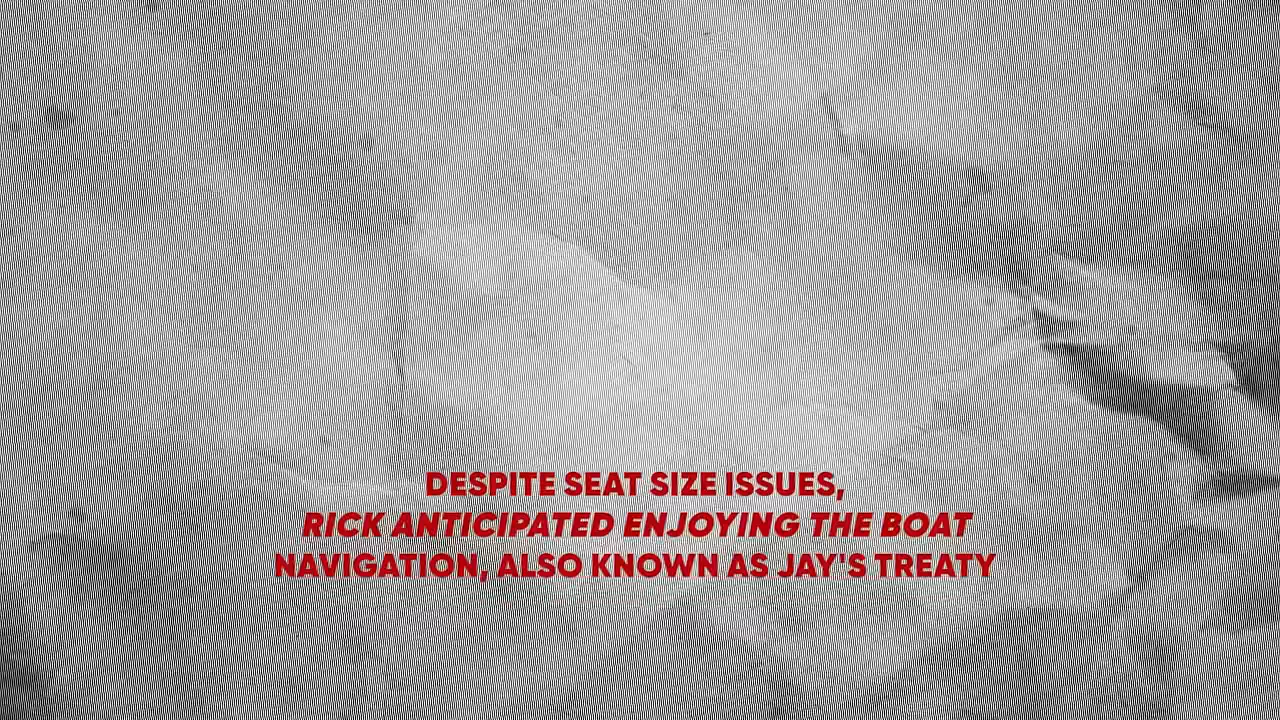 DESPITE SEAT SIZE ISSUES,
RICK ANTICIPATED ENJOYING THE BOAT
NAVIGATION, ALSO KNOWN AS JAY'S TREATY